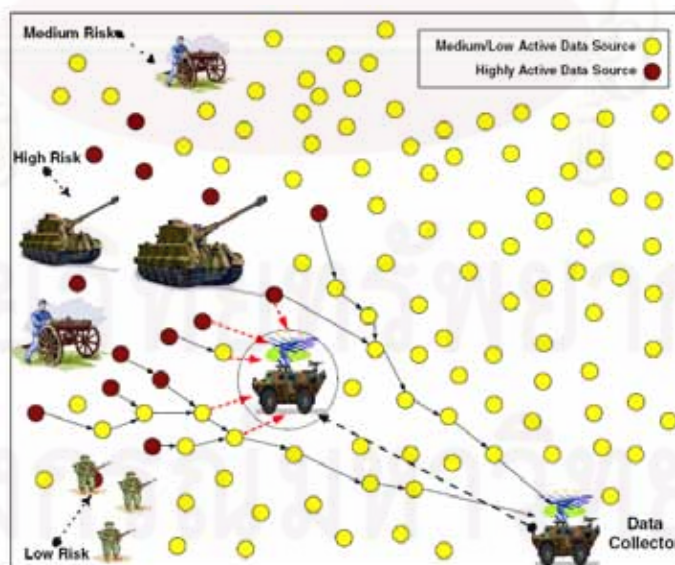 Medium Risk
Medium/Low Active Data Source
Highly Active Data Source
High Risk
Low Risk
Data
Collector